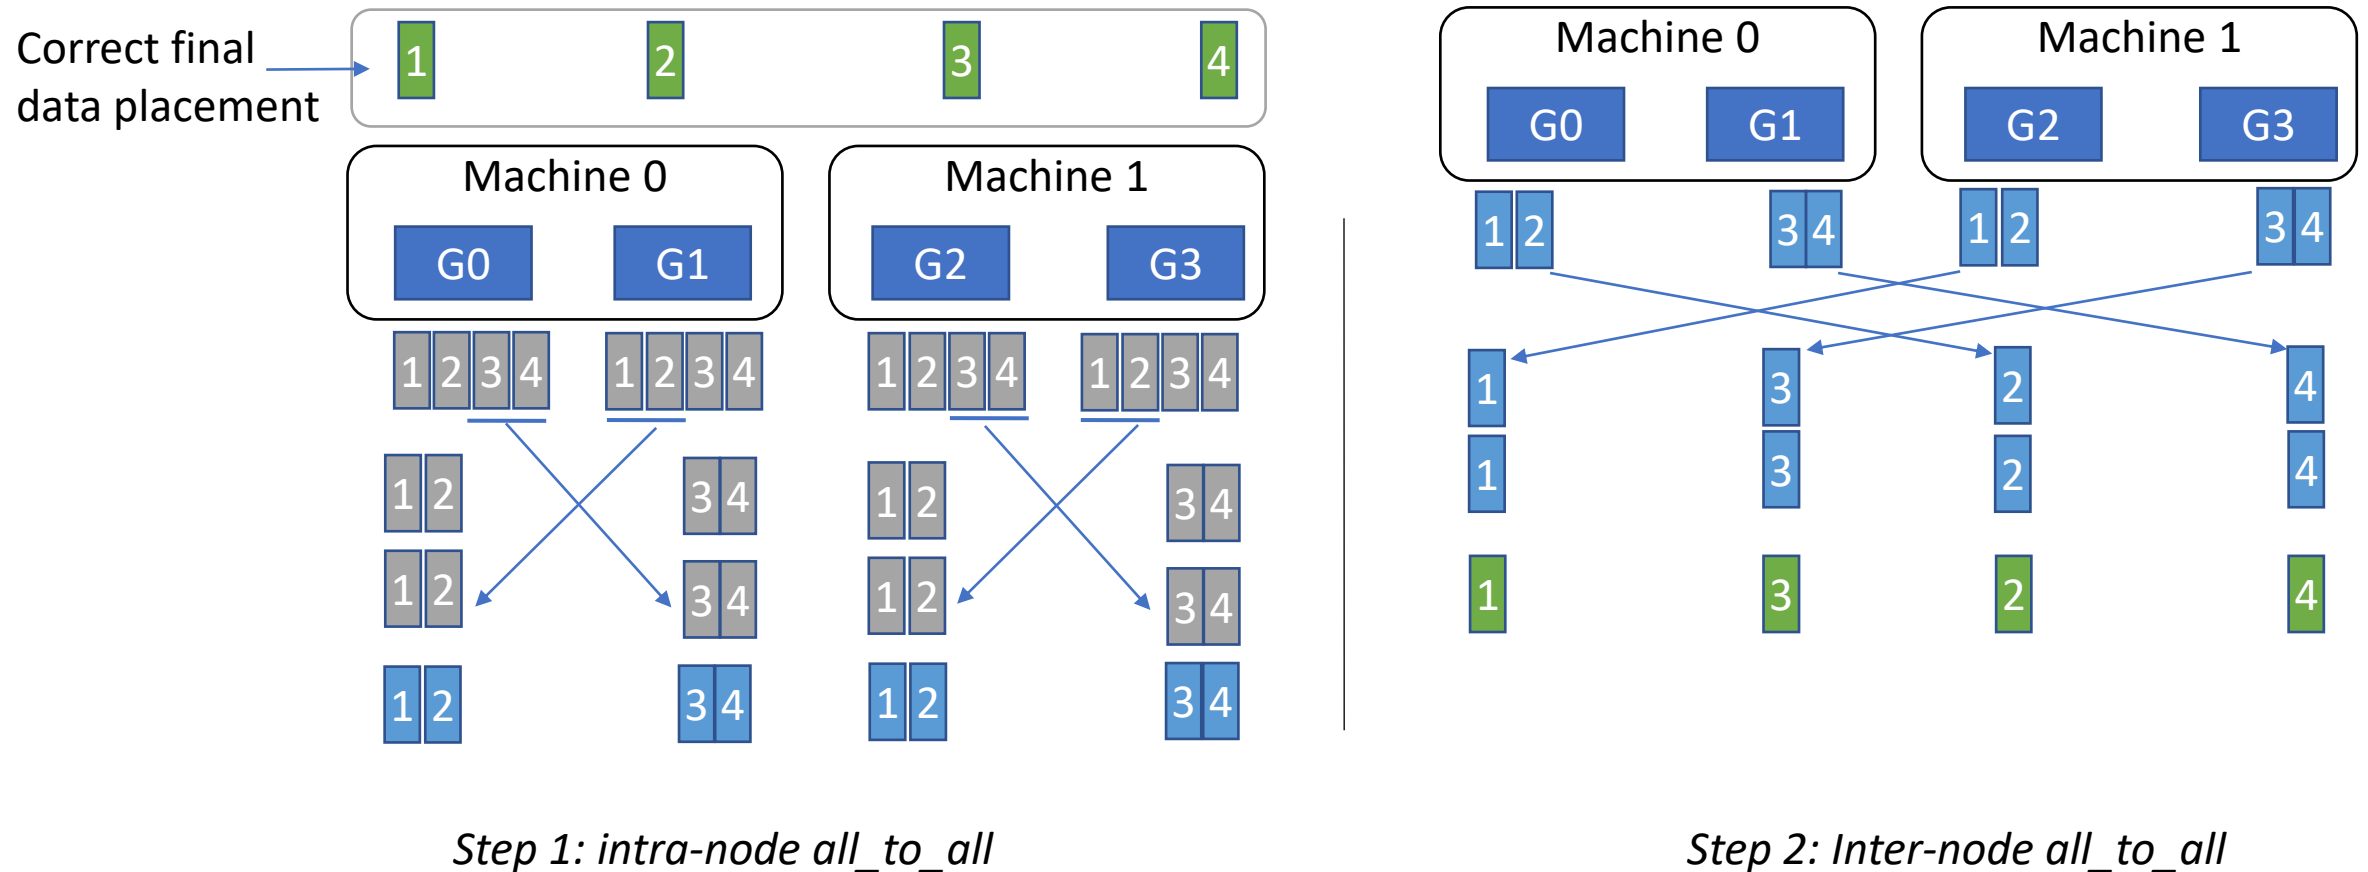 Correct final
data placement
1 2 3 4
Machine 0 Machine 1
G0 G1 G2 G3
1 2 3 4 1 2 3 4 1 2 3 4 1 2 3 4
1 2 3 4 1 2 3 4
1 2 3 4 1 2 3 4
1 2 3 4 1 2 3 4
Step 1: intra-node all_to_all
Machine 0 Machine 1
G0 G1 G2 G3
1 2 3 4 1 2 3 4
1 3 2 4
1 3 2 4
1 3 2 4
Step 2: Inter-node all_to_all